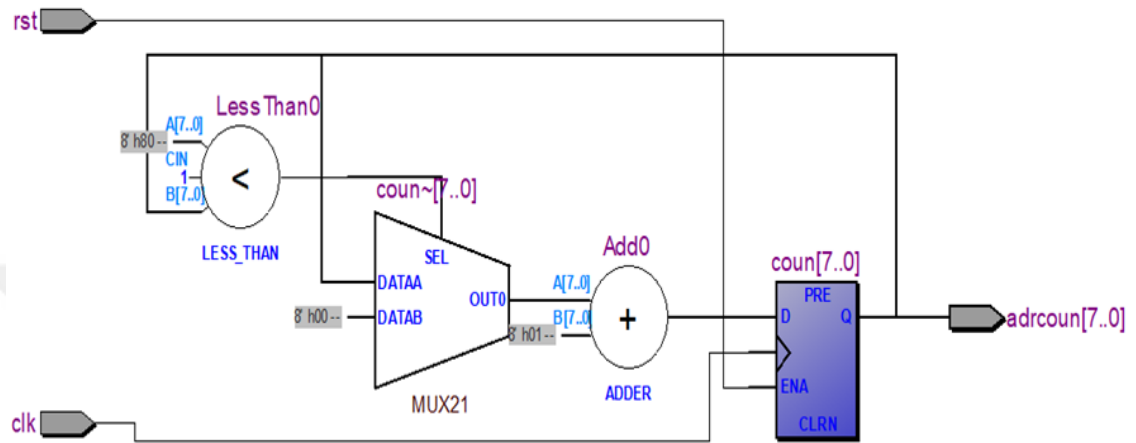 rst
LessThan0
A[7..0]
8' h80 --
CIN
1
B[7..0]
<
LESS_THAN
coun~[7..0]
SEL
DATAA
DATAB
OUT0
8' h00 --
MUX21
Add0
A[7..0]
B[7..0]
8' h01 --
+
ADDER
coun[7..0]
PRE
D
Q
ENA
CLRN
adrcoun[7..0]
clk